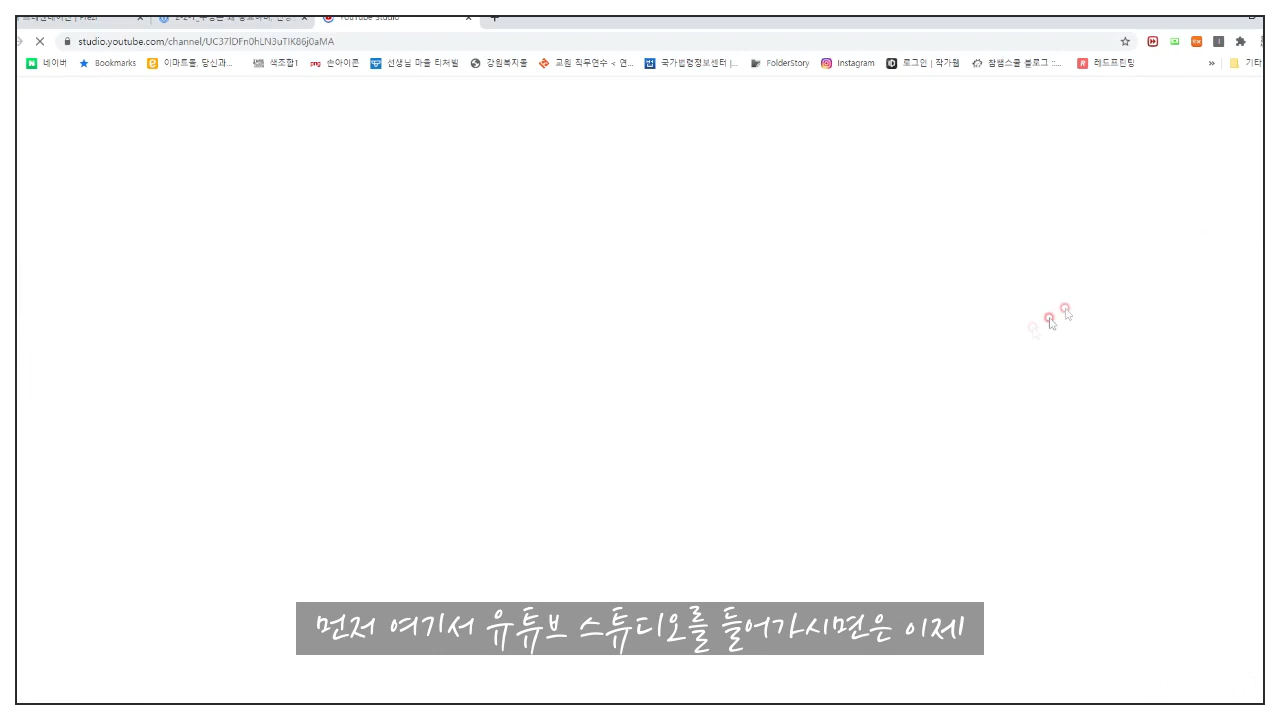 YouTube Studio
studio.youtube.com/channel/UC37lDFn0hLN3uTIK86j0aMA
네이버 Bookmarks 이마트몰, 당신과... 색조합1 손아이콘 선생님 마을 티처빌 강원복지몰 교원 직무연수 < 연... 국가법령정보센터 |... FolderStory Instagram 로그인 | 작가웹 참쌤스쿨 블로그 ::... 레드프린팅 » 기타
먼저 여기서 유튜브 스튜디오를 들어가시면은 이제